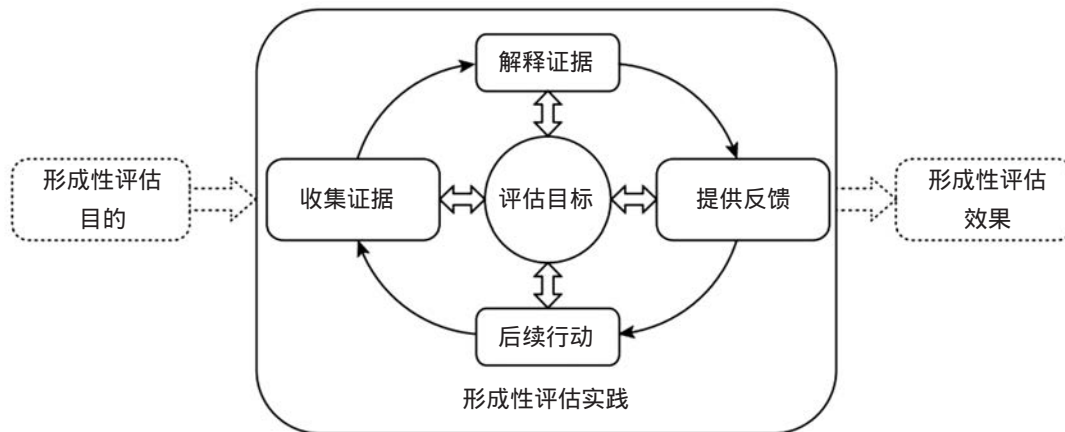 解释证据
形成性评估
目的
收集证据
评估目标
提供反馈
形成性评估
效果
后续行动
形成性评估实践